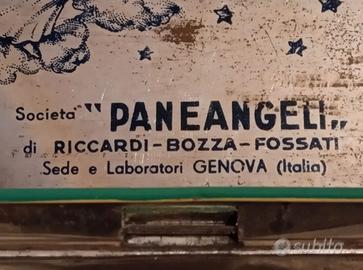 Societa "PANEANGELI„
di RICCARDI-BOZZA-FOSSATI
Sede e Laboratori GENOVA (Italia)
subito